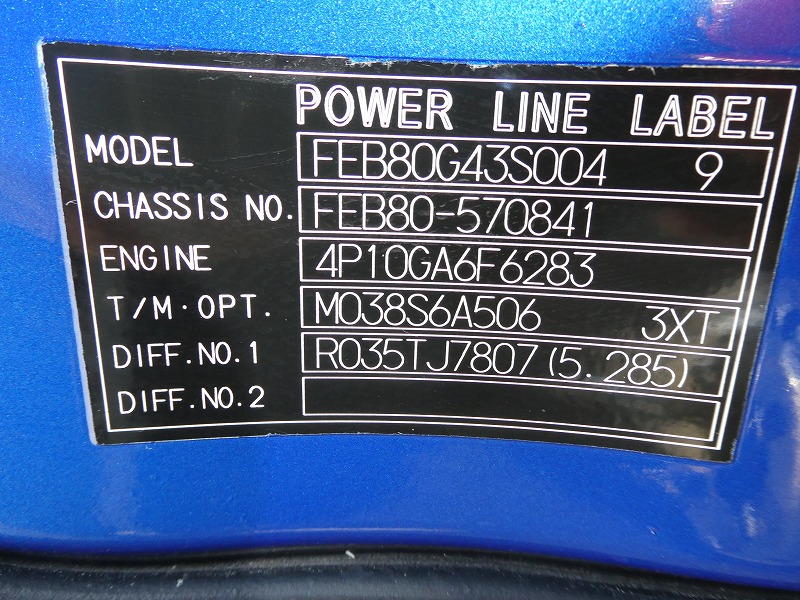 POWER LINE LABEL
MODEL FEB80G43S004 9
CHASSIS NO. FEB80-570841
ENGINE 4P10GA6F6283
T/M·OPT. M038S6A506 3XT
DIFF.NO.1 R035TJ7807(5.285)
DIFF.NO.2